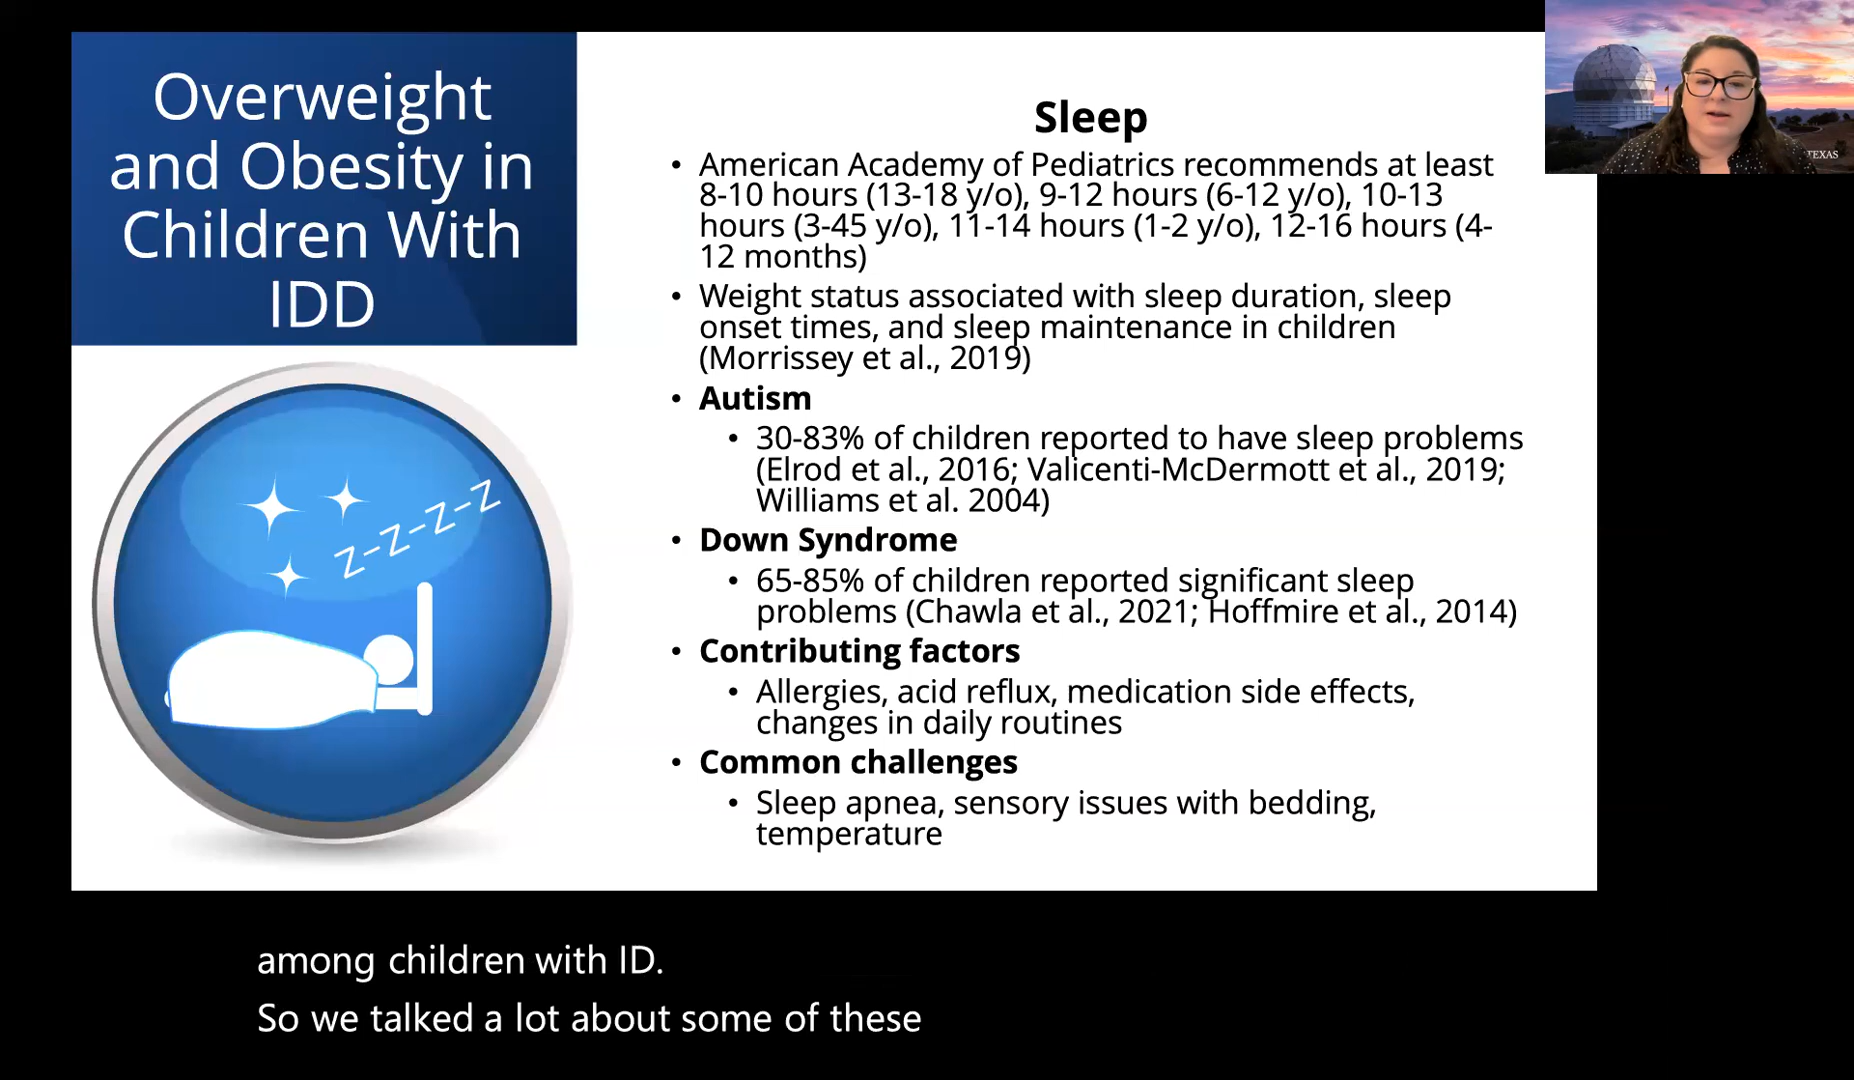 Overweight
and Obesity in
Children With
IDD
Z-Z-Z-Z
Sleep
• American Academy of Pediatrics recommends at least
8-10 hours (13-18 y/o), 9-12 hours (6-12 y/o), 10-13
hours (3-45 y/o), 11-14 hours (1-2 y/o), 12-16 hours (4-
12 months)
• Weight status associated with sleep duration, sleep
onset times, and sleep maintenance in children
(Morrissey et al., 2019)
• Autism
• 30-83% of children reported to have sleep problems
(Elrod et al., 2016; Valicenti-McDermott et al., 2019;
Williams et al. 2004)
• Down Syndrome
• 65-85% of children reported significant sleep
problems (Chawla et al., 2021; Hoffmire et al., 2014)
• Contributing factors
• Allergies, acid reflux, medication side effects,
changes in daily routines
• Common challenges
• Sleep apnea, sensory issues with bedding,
temperature
TEXAS
among children with ID.
So we talked a lot about some of these